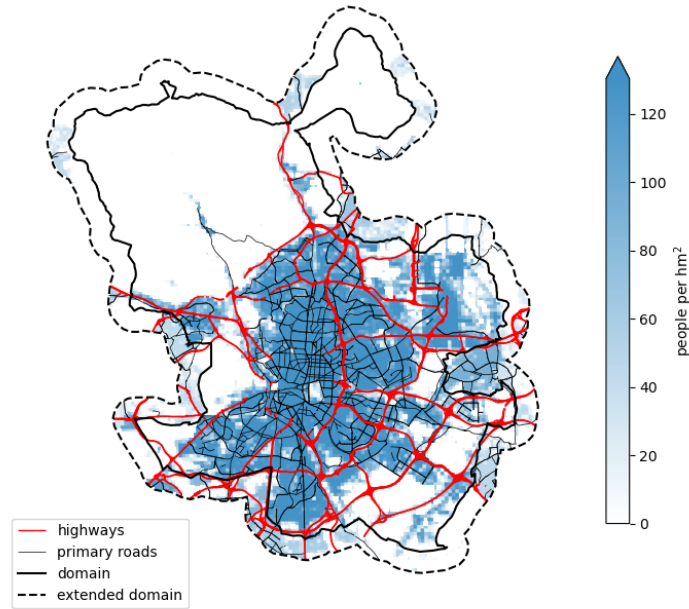 120
100
80
60
40
20
0
people per hm²
highways
primary roads
domain
extended domain